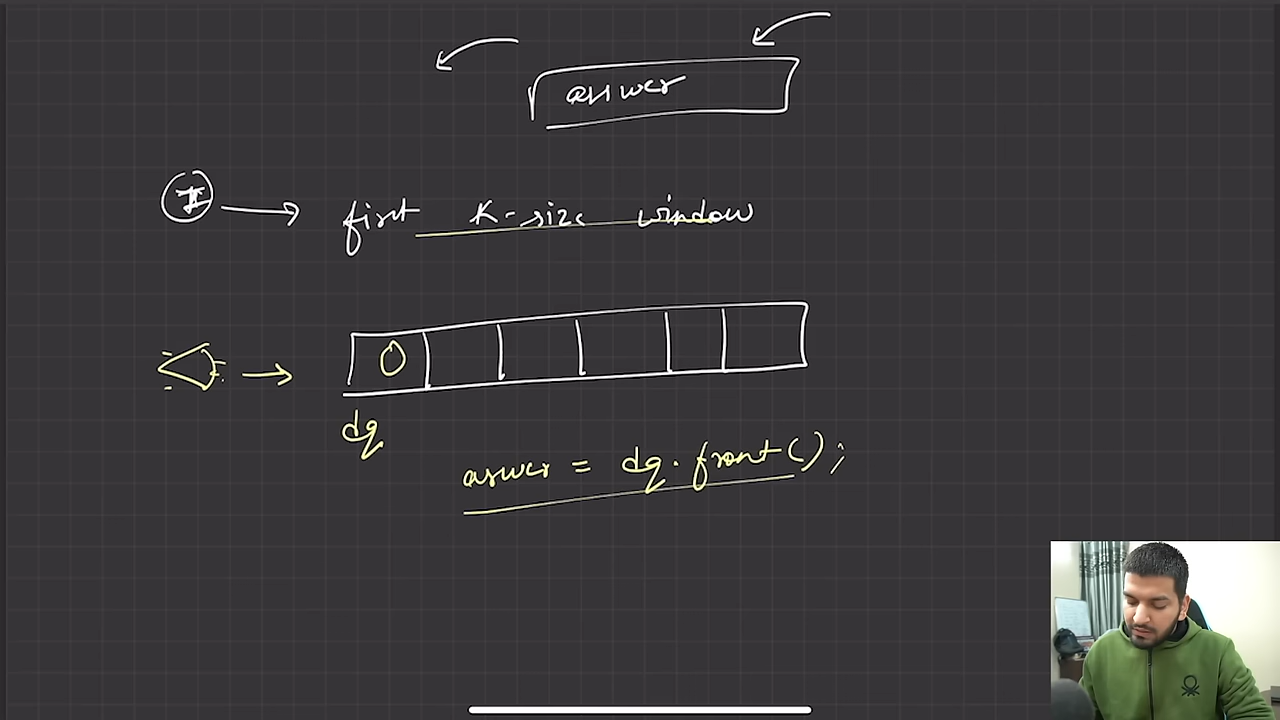 answer
I first K-size window
0
dq
answer = dq.front();